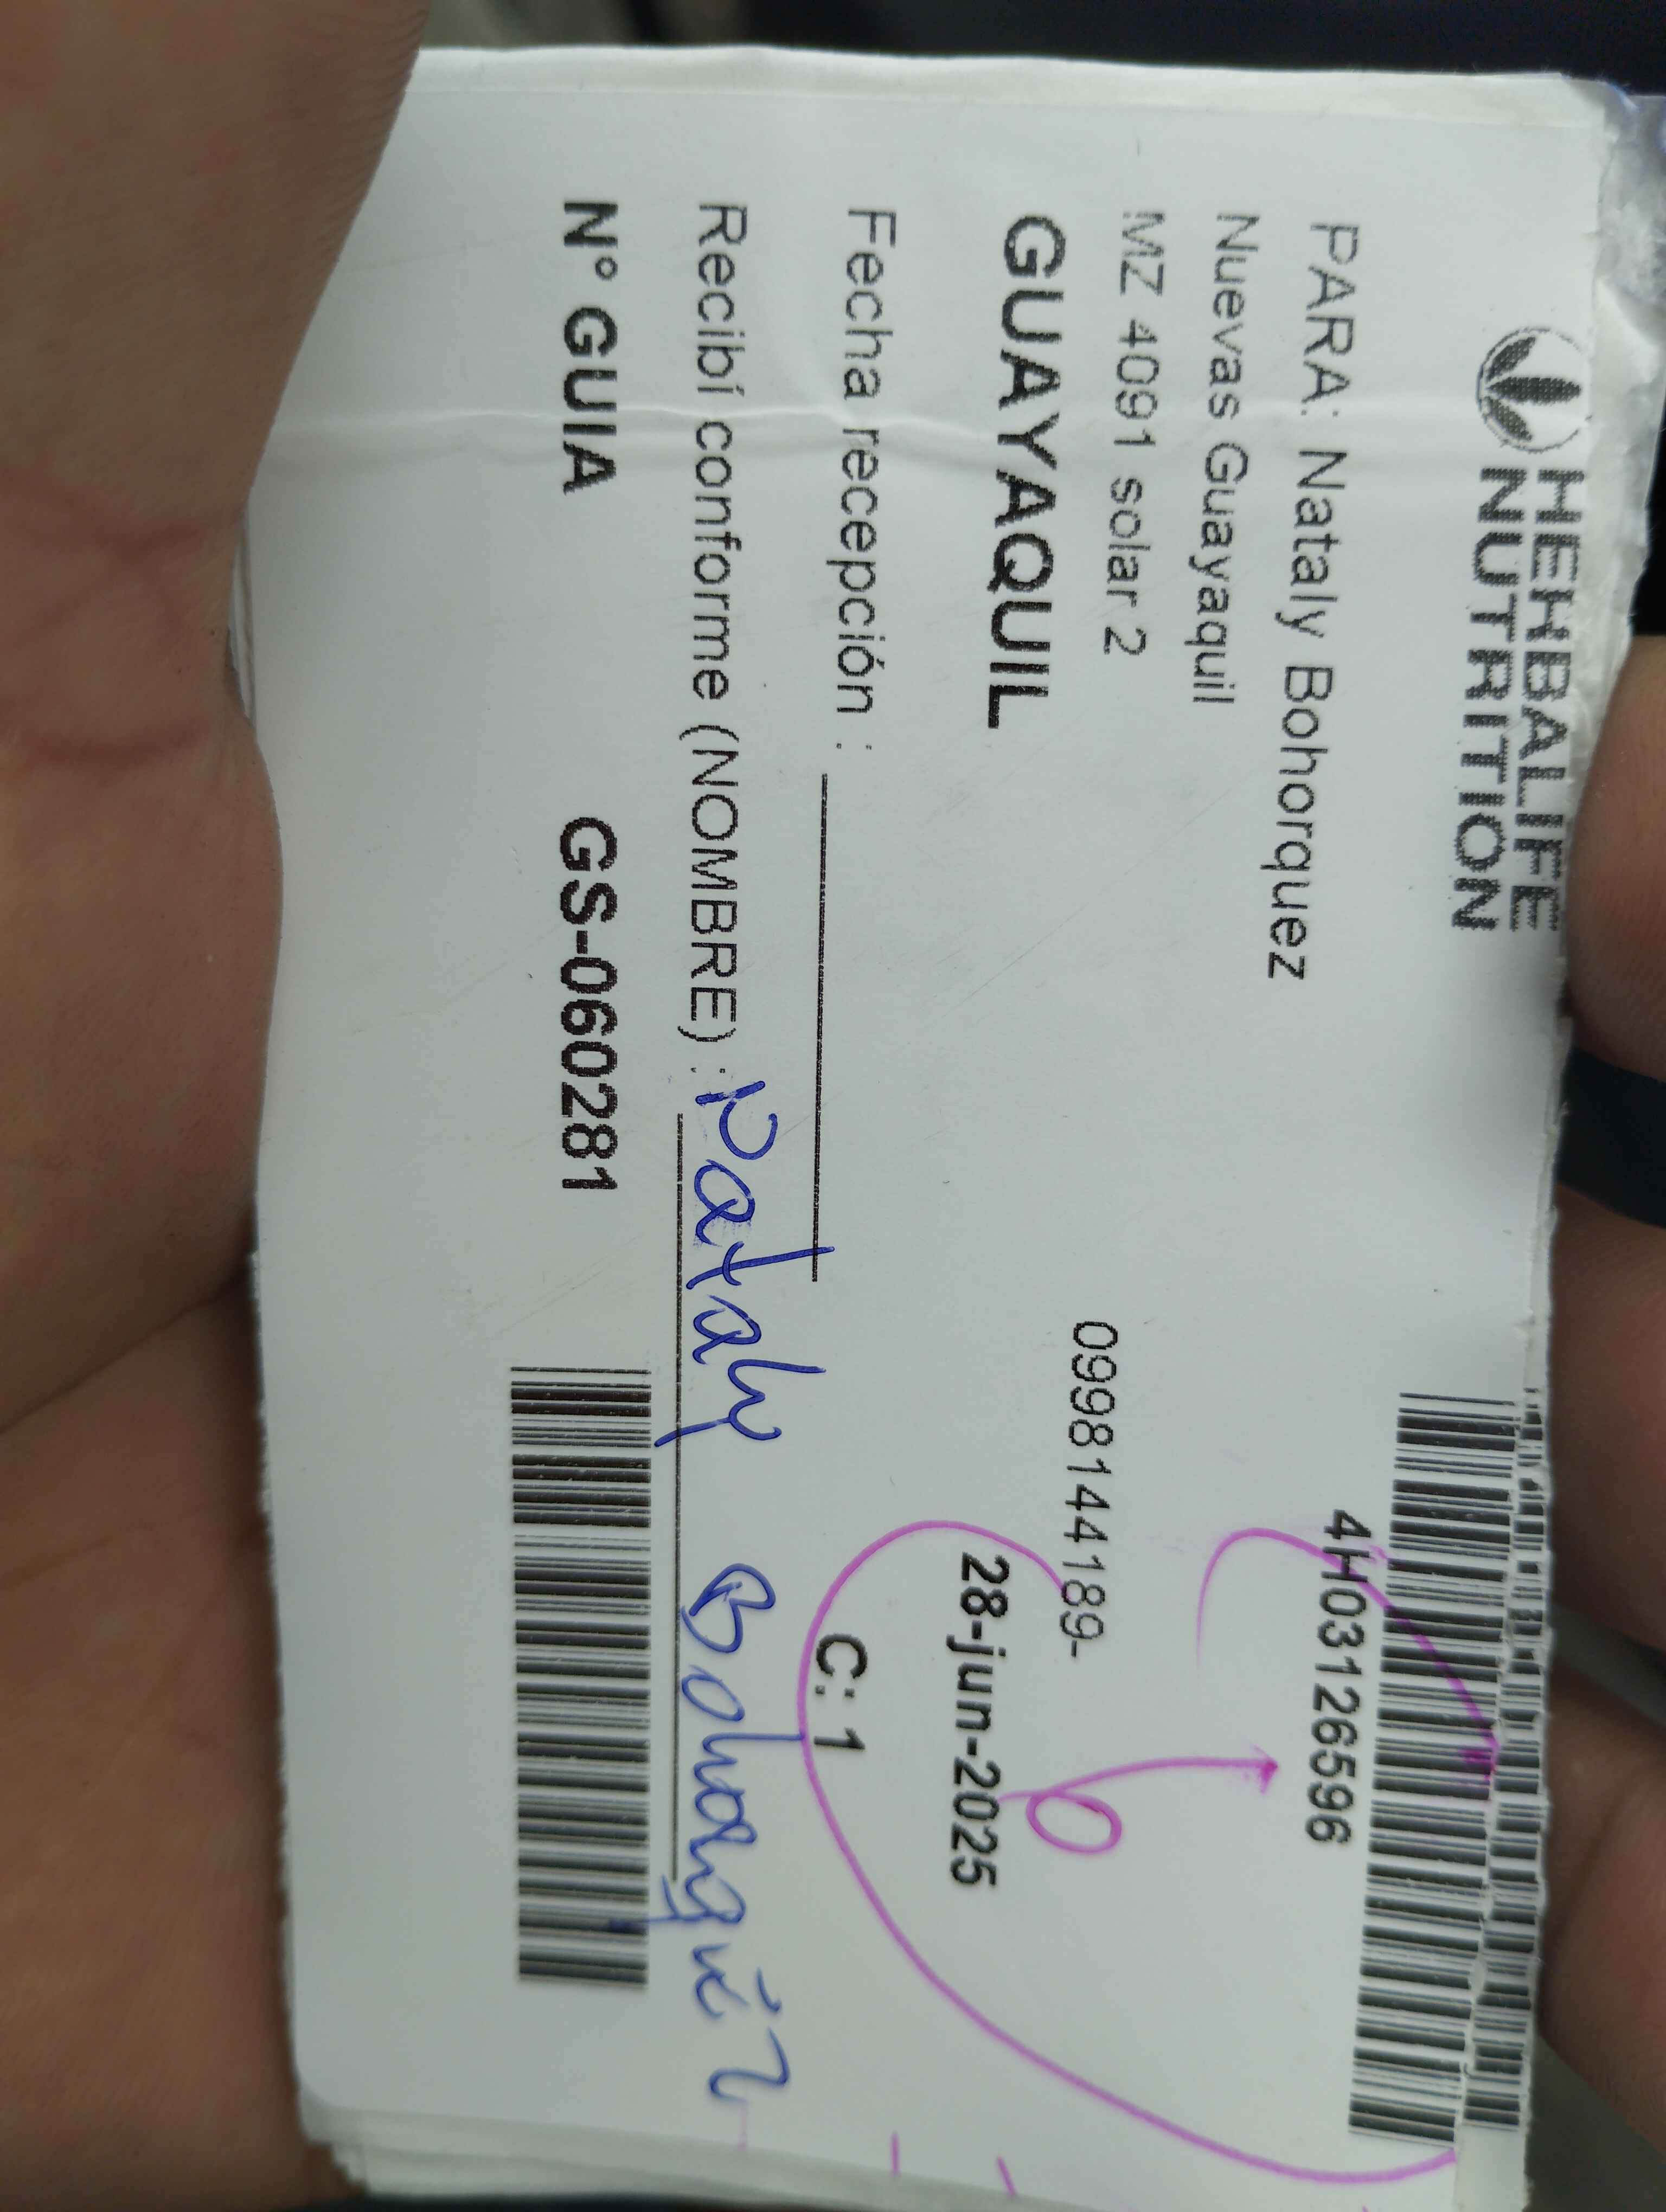 HERBALIFE
NUTRITION
4H03126596
PARA: Nataly Bohorquez
Nuevas Guayaquil
MZ 4091 solar 2
0998144189-
GUAYAQUIL
28-jun-2025
Fecha recepción :
C: 1
Recibí conforme (NOMBRE) : Nataly Bohorquez
N° GUIA GS-060281